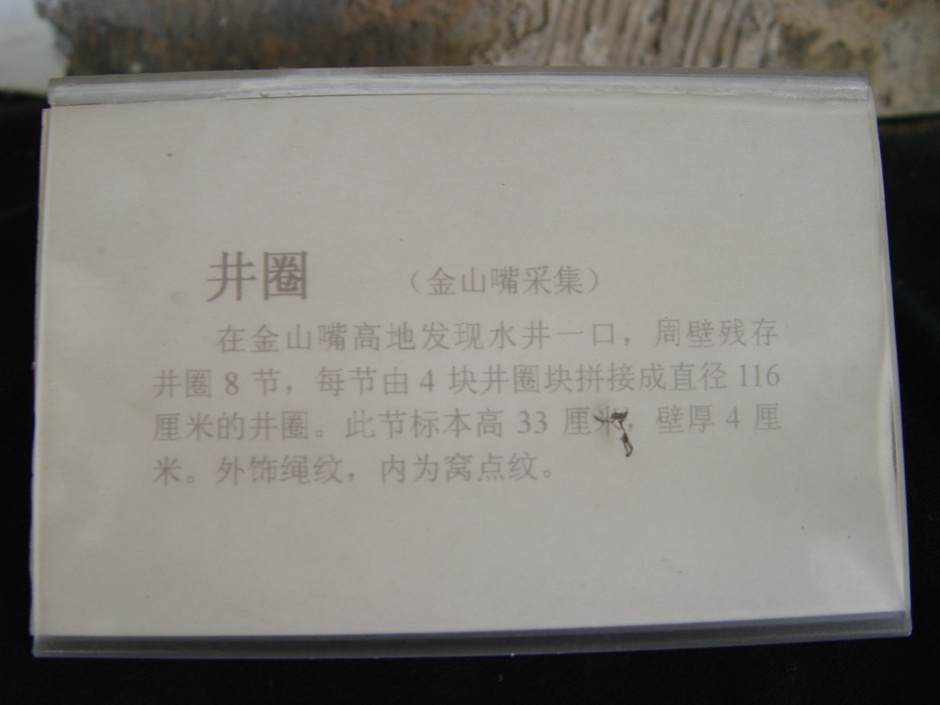 井圈 （金山嘴采集）
在金山嘴高地发现水井一口，周壁残存
井圈 8 节，每节由 4 块井圈块拼接成直径 116
厘米的井圈。此节标本高 33 厘米，壁厚 4 厘
米。外饰绳纹，内为窝点纹。